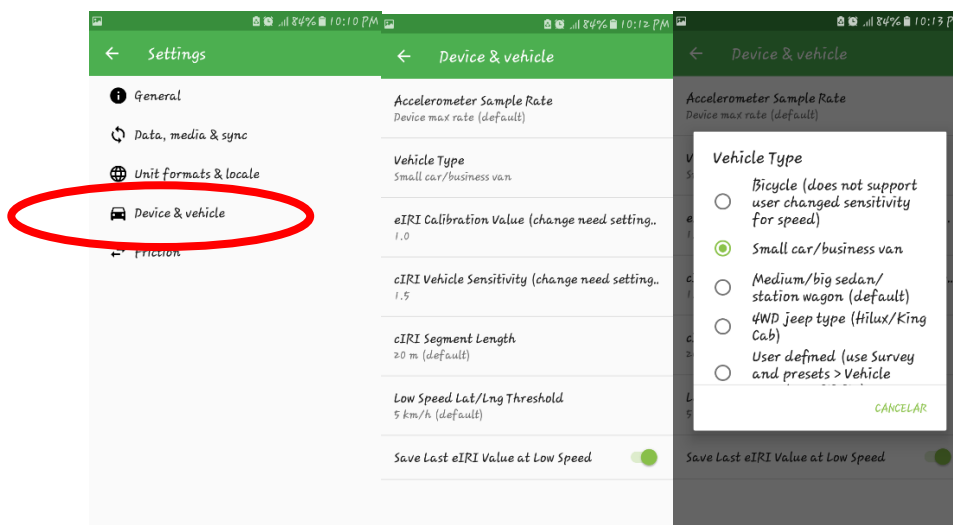 84% 10:10 PM
Settings
General
Data, media & sync
Unit formats & locale
Device & vehicle
Friction
84% 10:12 PM
Device & vehicle
Accelerometer Sample Rate
Device max rate (default)
Vehicle Type
Small car/business van
eIRI Calibration Value (change need setting..
1.0
cIRI Vehicle Sensitivity (change need setting..
1.5
cIRI Segment Length
20 m (default)
Low Speed Lat/Lng Threshold
5 km/h (default)
Save Last eIRI Value at Low Speed
84% 10:13 P
Device & vehicle
Accelerometer Sample Rate
Device max rate (default)
Vehicle Type
Bicycle (does not support
user changed sensitivity
for speed)
Small car/business van
Medium/big sedan/
station wagon (default)
4WD jeep type (Hilux/King
Cab)
User defined (use Survey
and presets > Vehicle
CANCELAR
Save Last eIRI Value at Low Speed